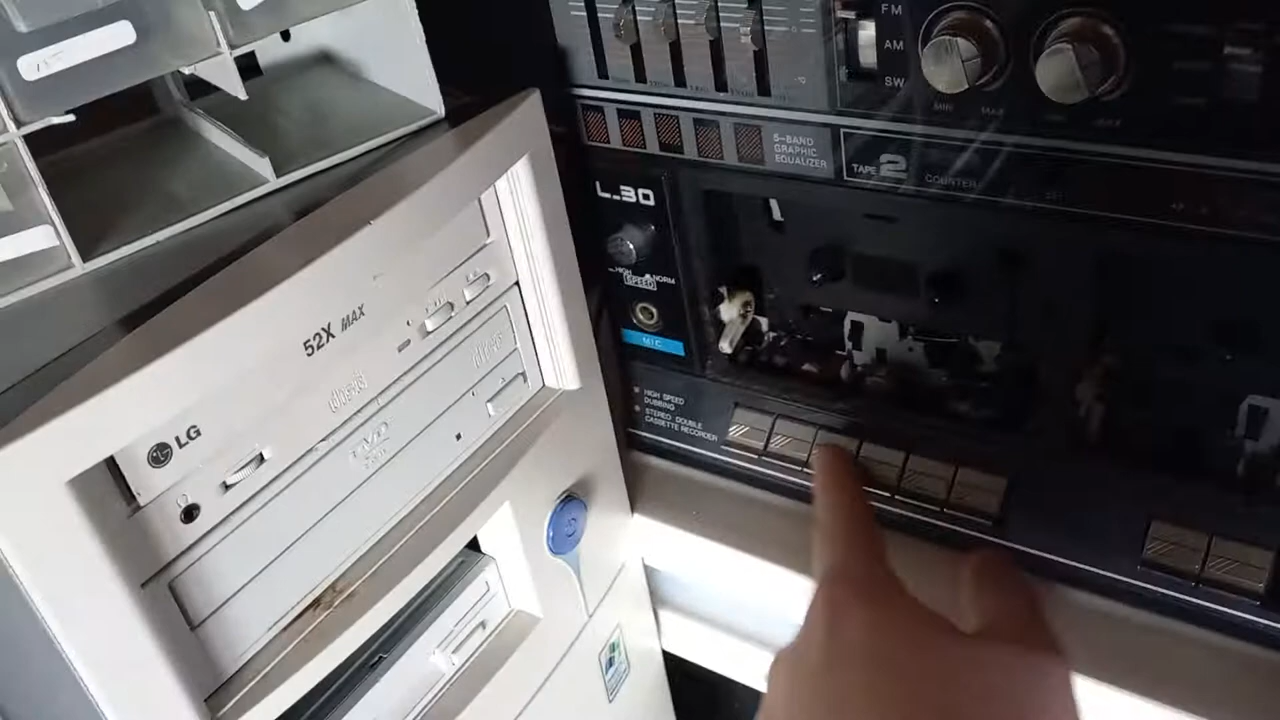 FM
AM
SW
MIN
MAX
5-BAND
GRAPHIC
EQUALIZER
TAPE 2
COUNTER
L-30
HIGH
NORM
SPEED
MIC
HIGH SPEED
DUBBING
STEREO DOUBLE
CASSETTE RECORDER
52X MAX
disc
LG
DVD